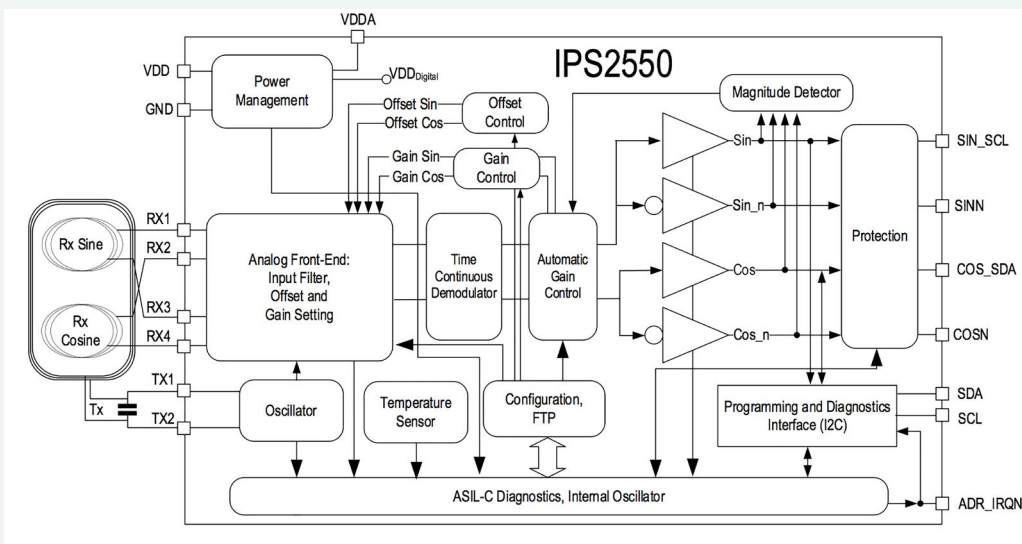 VDDA
IPS2550
VDD
GND
Power
Management
VDDDigital
Magnitude Detector
Offset Sin
Offset Cos
Offset
Control
Gain Sin
Gain Cos
Gain
Control
Sin
Sin_n
Cos
Cos_n
Protection
SIN_SCL
SINN
COS_SDA
COSN
RX1
RX2
RX3
RX4
Rx Sine
Rx
Cosine
Analog Front-End:
Input Filter,
Offset and
Gain Setting
Time
Continuous
Demodulator
Automatic
Gain
Control
TX1
Tx
TX2
Oscillator
Temperature
Sensor
Configuration,
FTP
Programming and Diagnostics
Interface (I2C)
SDA
SCL
ASIL-C Diagnostics, Internal Oscillator
ADR_IRQN